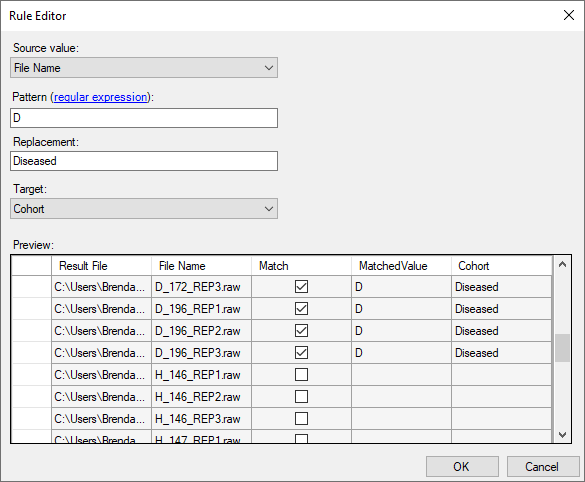 Rule Editor
Source value:
File Name
Pattern (regular expression):
D
Replacement:
Diseased
Target:
Cohort
Preview:
Result File File Name Match MatchedValue Cohort
C:\Users\Brenda... D_172_REP3.raw D Diseased
C:\Users\Brenda... D_196_REP1.raw D Diseased
C:\Users\Brenda... D_196_REP2.raw D Diseased
C:\Users\Brenda... D_196_REP3.raw D Diseased
C:\Users\Brenda... H_146_REP1.raw
C:\Users\Brenda... H_146_REP2.raw
C:\Users\Brenda... H_146_REP3.raw
C:\Users\Brenda... H_147_REP1.raw
OK Cancel